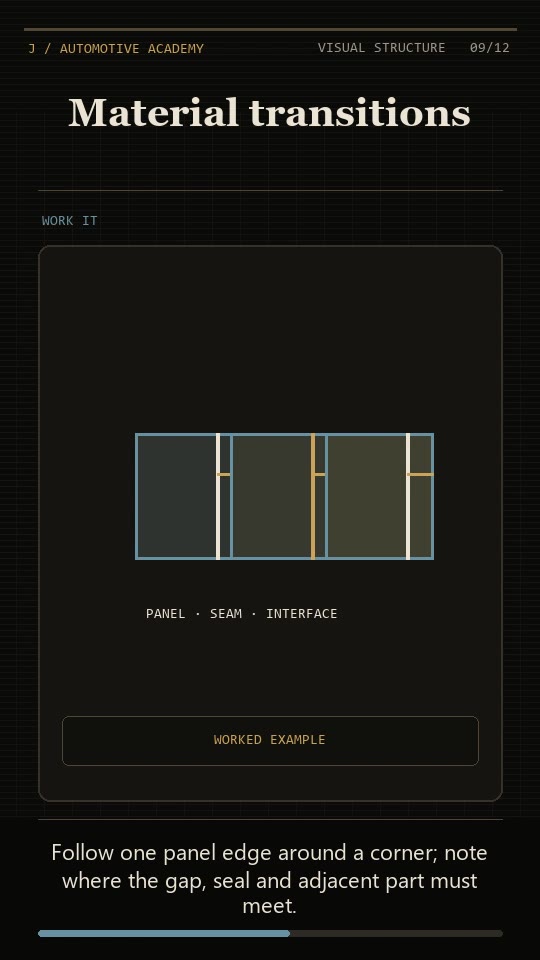 J / AUTOMOTIVE ACADEMY
VISUAL STRUCTURE 09/12
Material transitions
WORK IT
PANEL · SEAM · INTERFACE
WORKED EXAMPLE
Follow one panel edge around a corner; note
where the gap, seal and adjacent part must
meet.